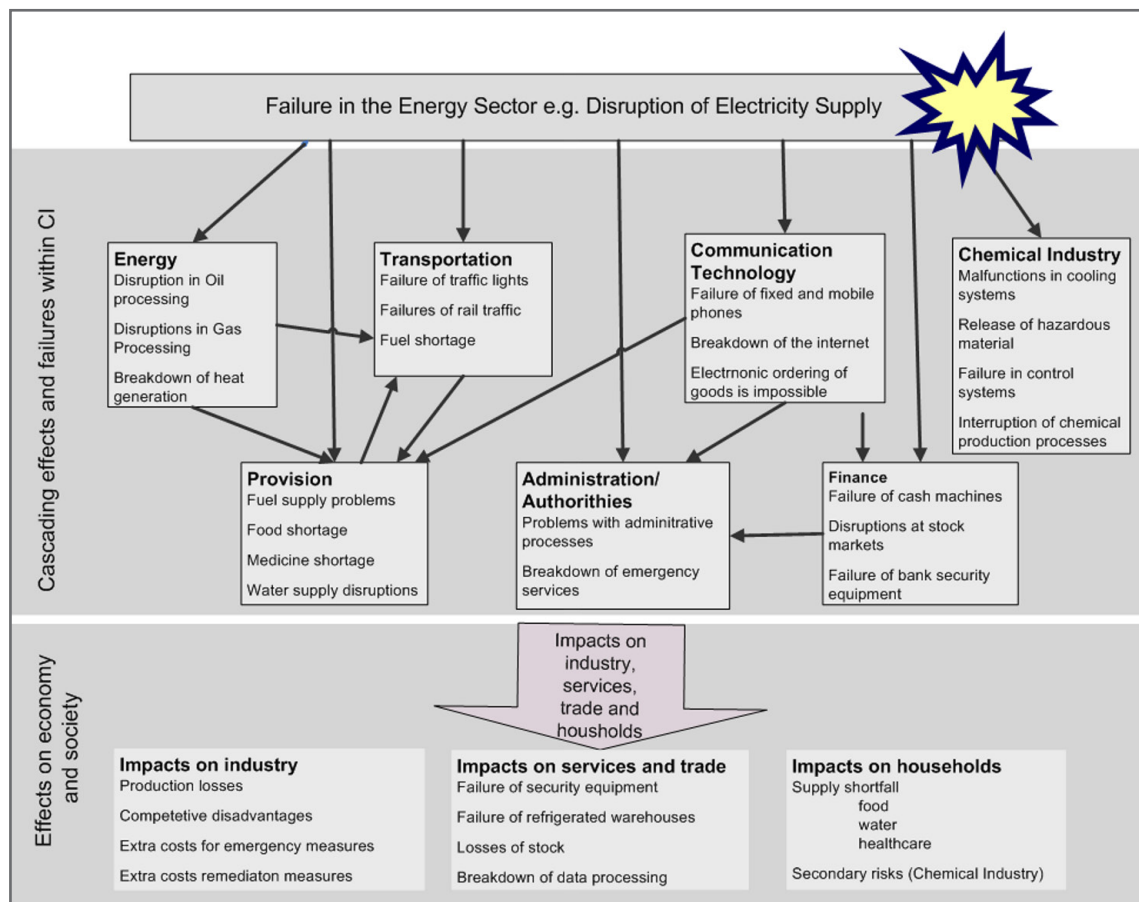 Failure in the Energy Sector e.g. Disruption of Electricity Supply
Cascading effects and failures within CI
Energy
Disruption in Oil
processing
Disruptions in Gas
Processing
Breakdown of heat
generation
Transportation
Failure of traffic lights
Failures of rail traffic
Fuel shortage
Communication
Technology
Failure of fixed and mobile
phones
Breakdown of the internet
Electrnonic ordering of
goods is impossible
Chemical Industry
Malfunctions in cooling
systems
Release of hazardous
material
Failure in control
systems
Interruption of chemical
production processes
Provision
Fuel supply problems
Food shortage
Medicine shortage
Water supply disruptions
Administration/
Authorithies
Problems with adminitrative
processes
Breakdown of emergency
services
Finance
Failure of cash machines
Disruptions at stock
markets
Failure of bank security
equipment
Effects on economy
and society
Impacts on
industry,
services,
trade and
housholds
Impacts on industry
Production losses
Competetive disadvantages
Extra costs for emergency measures
Extra costs remediaton measures
Impacts on services and trade
Failure of security equipment
Failure of refrigerated warehouses
Losses of stock
Breakdown of data processing
Impacts on households
Supply shortfall
food
water
healthcare
Secondary risks (Chemical Industry)